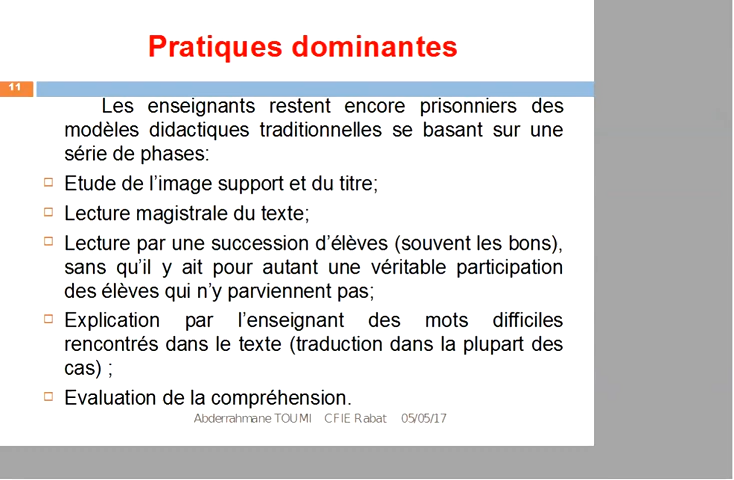 Pratiques dominantes
11
Les enseignants restent encore prisonniers des
modèles didactiques traditionnelles se basant sur une
série de phases:
Etude de l’image support et du titre;
Lecture magistrale du texte;
Lecture par une succession d’élèves (souvent les bons),
sans qu’il y ait pour autant une véritable participation
des élèves qui n’y parviennent pas;
Explication par l’enseignant des mots difficiles
rencontrés dans le texte (traduction dans la plupart des
cas) ;
Evaluation de la compréhension.
Abderrahmane TOUMI CFIE Rabat 05/05/17